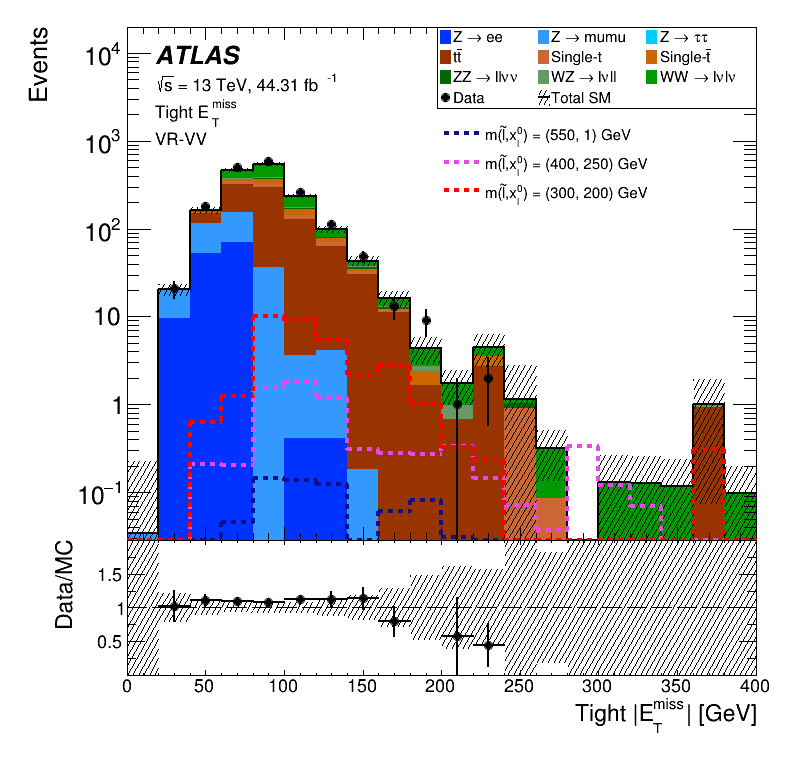 Events
10⁴
10³
10²
10
1
10⁻¹
ATLAS
√s = 13 TeV, 44.31 fb⁻¹
Tight E_T^miss
VR-VV
Z → ee Z → mumu Z → ττ
tt̄ Single-t Single-t̄
ZZ → llνν WZ → lνll WW → lνlν
Data Total SM
m(l̃,x̃₁⁰) = (550, 1) GeV
m(l̃,x̃₁⁰) = (400, 250) GeV
m(l̃,x̃₁⁰) = (300, 200) GeV
Data/MC
1.5
1
0.5
0 50 100 150 200 250 300 350 400
Tight |E_T^miss| [GeV]